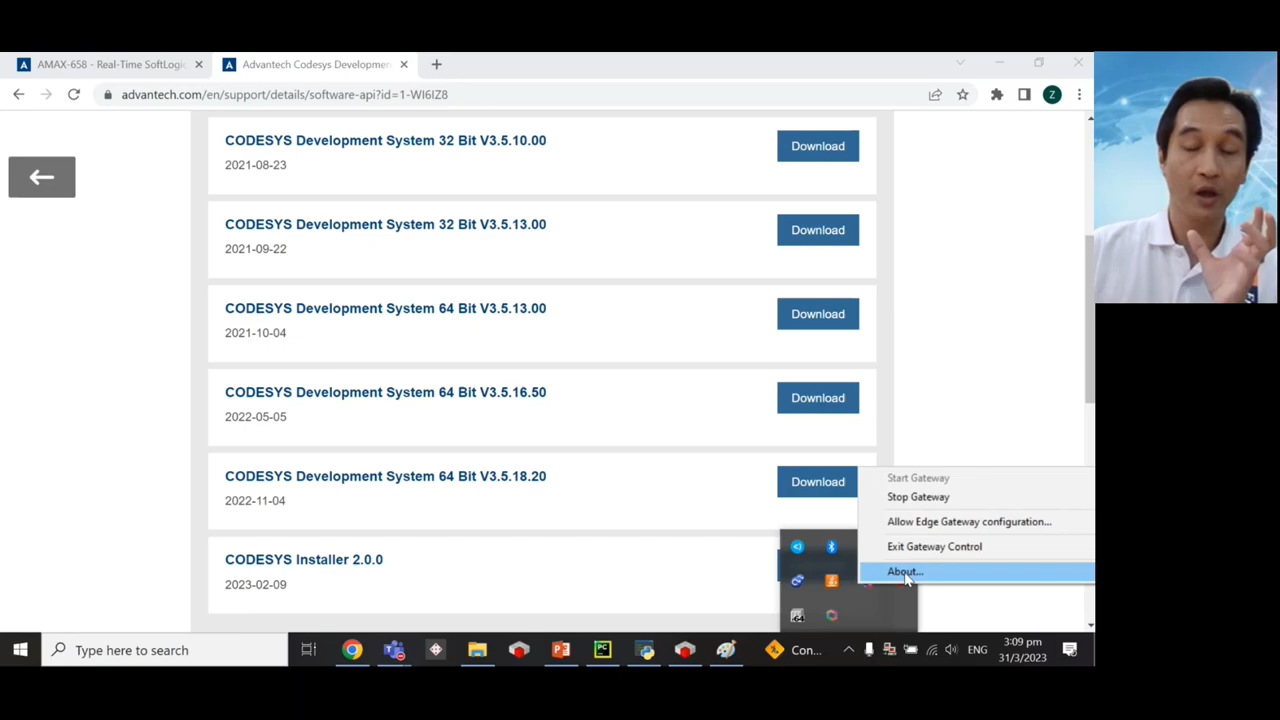 AMAX-658 - Real-Time SoftLogic
Advantech Codesys Developmen
advantech.com/en/support/details/software-api?id=1-WI6IZ8
Z
CODESYS Development System 32 Bit V3.5.10.00
Download
2021-08-23
CODESYS Development System 32 Bit V3.5.13.00
Download
2021-09-22
CODESYS Development System 64 Bit V3.5.13.00
Download
2021-10-04
CODESYS Development System 64 Bit V3.5.16.50
Download
2022-05-05
CODESYS Development System 64 Bit V3.5.18.20
Download
2022-11-04
CODESYS Installer 2.0.0
2023-02-09
Start Gateway
Stop Gateway
Allow Edge Gateway configuration...
Exit Gateway Control
About...
Type here to search
PC
Con...
ENG
3:09 pm
31/3/2023